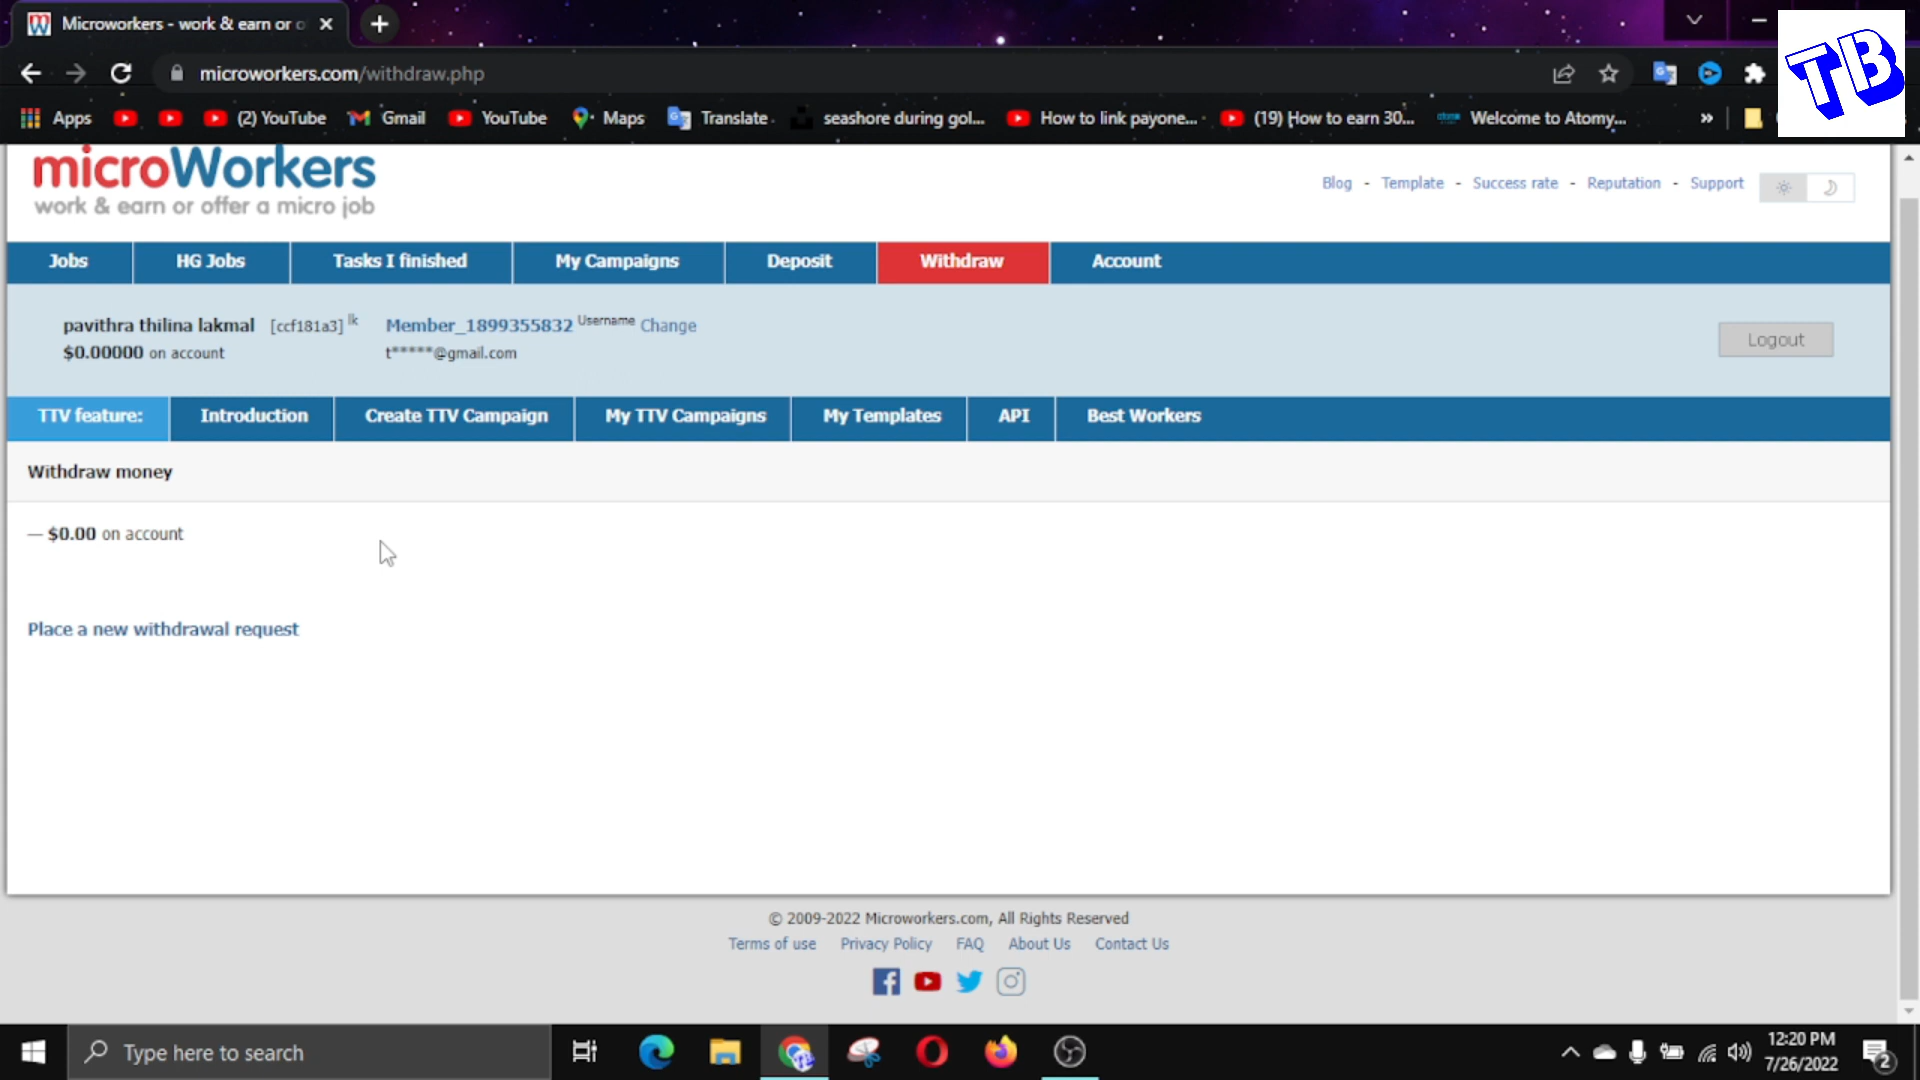 Microworkers - work & earn or o
microworkers.com/withdraw.php
TB
Apps (2) YouTube Gmail YouTube Maps Translate seashore during gol... How to link payone... (19) How to earn 30... Welcome to Atomy... »
microWorkers
work & earn or offer a micro job
Blog - Template - Success rate - Reputation - Support
Jobs HG Jobs Tasks I finished My Campaigns Deposit Withdraw Account
pavithra thilina lakmal [ccf181a3] lk Member_1899355832 Username Change
$0.00000 on account t*****@gmail.com
Logout
TTV feature: Introduction Create TTV Campaign My TTV Campaigns My Templates API Best Workers
Withdraw money
— $0.00 on account
Place a new withdrawal request
© 2009-2022 Microworkers.com, All Rights Reserved
Terms of use Privacy Policy FAQ About Us Contact Us
Type here to search
12:20 PM
7/26/2022
2